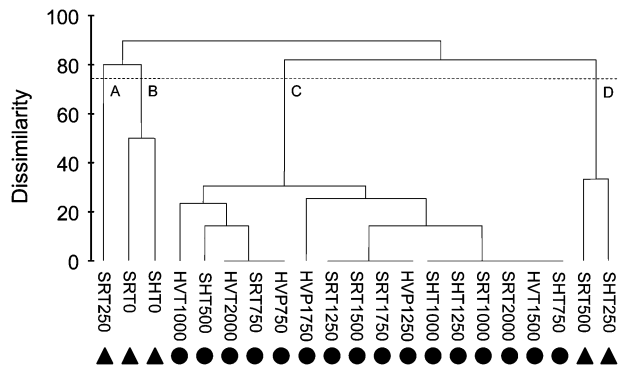 100
80
60
40
20
0
Dissimilarity
A
B
C
D
SRT250
SRT0
SHT0
HVT1000
SHT500
HVT2000
SRT750
HVP750
HVP1750
SRT1250
SRT1500
SRT1750
HVP1250
SHT1000
SHT1250
SRT1000
SRT2000
HVT1500
SHT750
SRT500
SHT250